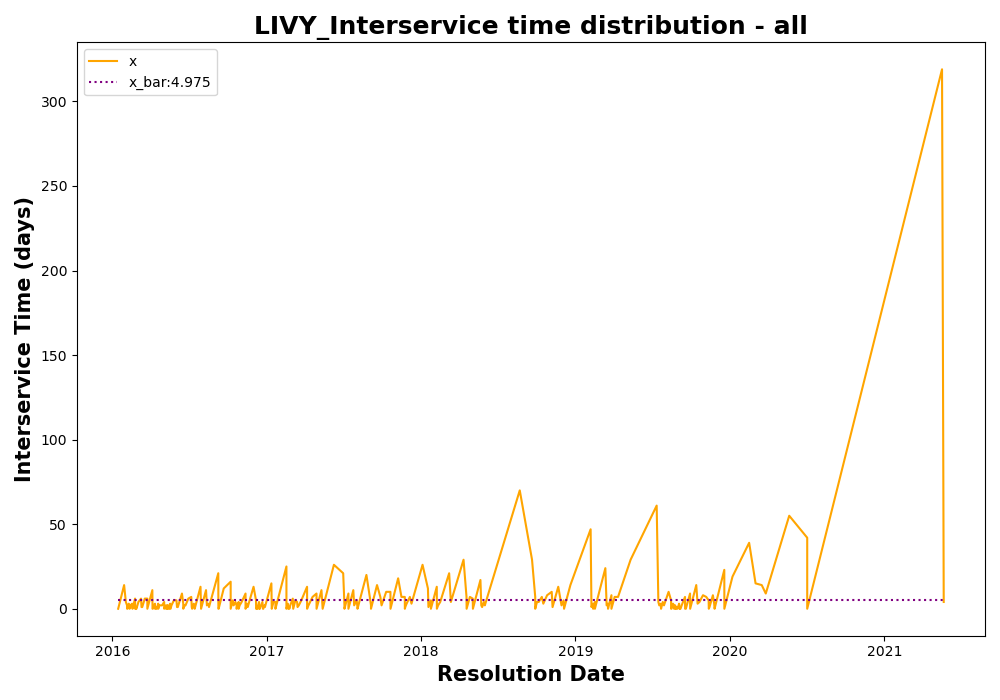 LIVY_Interservice time distribution - all
x
x_bar:4.975
Interservice Time (days)
300
250
200
150
100
50
0
2016 2017 2018 2019 2020 2021
Resolution Date